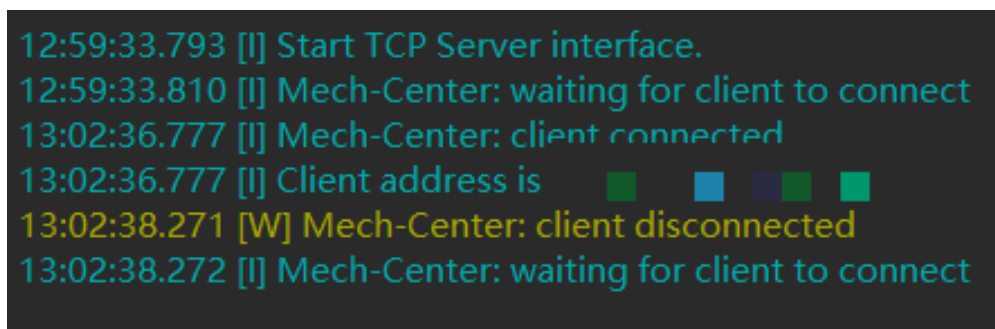 12:59:33.793 [I] Start TCP Server interface.
12:59:33.810 [I] Mech-Center: waiting for client to connect
13:02:36.777 [I] Mech-Center: client connected
13:02:36.777 [I] Client address is
13:02:38.271 [W] Mech-Center: client disconnected
13:02:38.272 [I] Mech-Center: waiting for client to connect